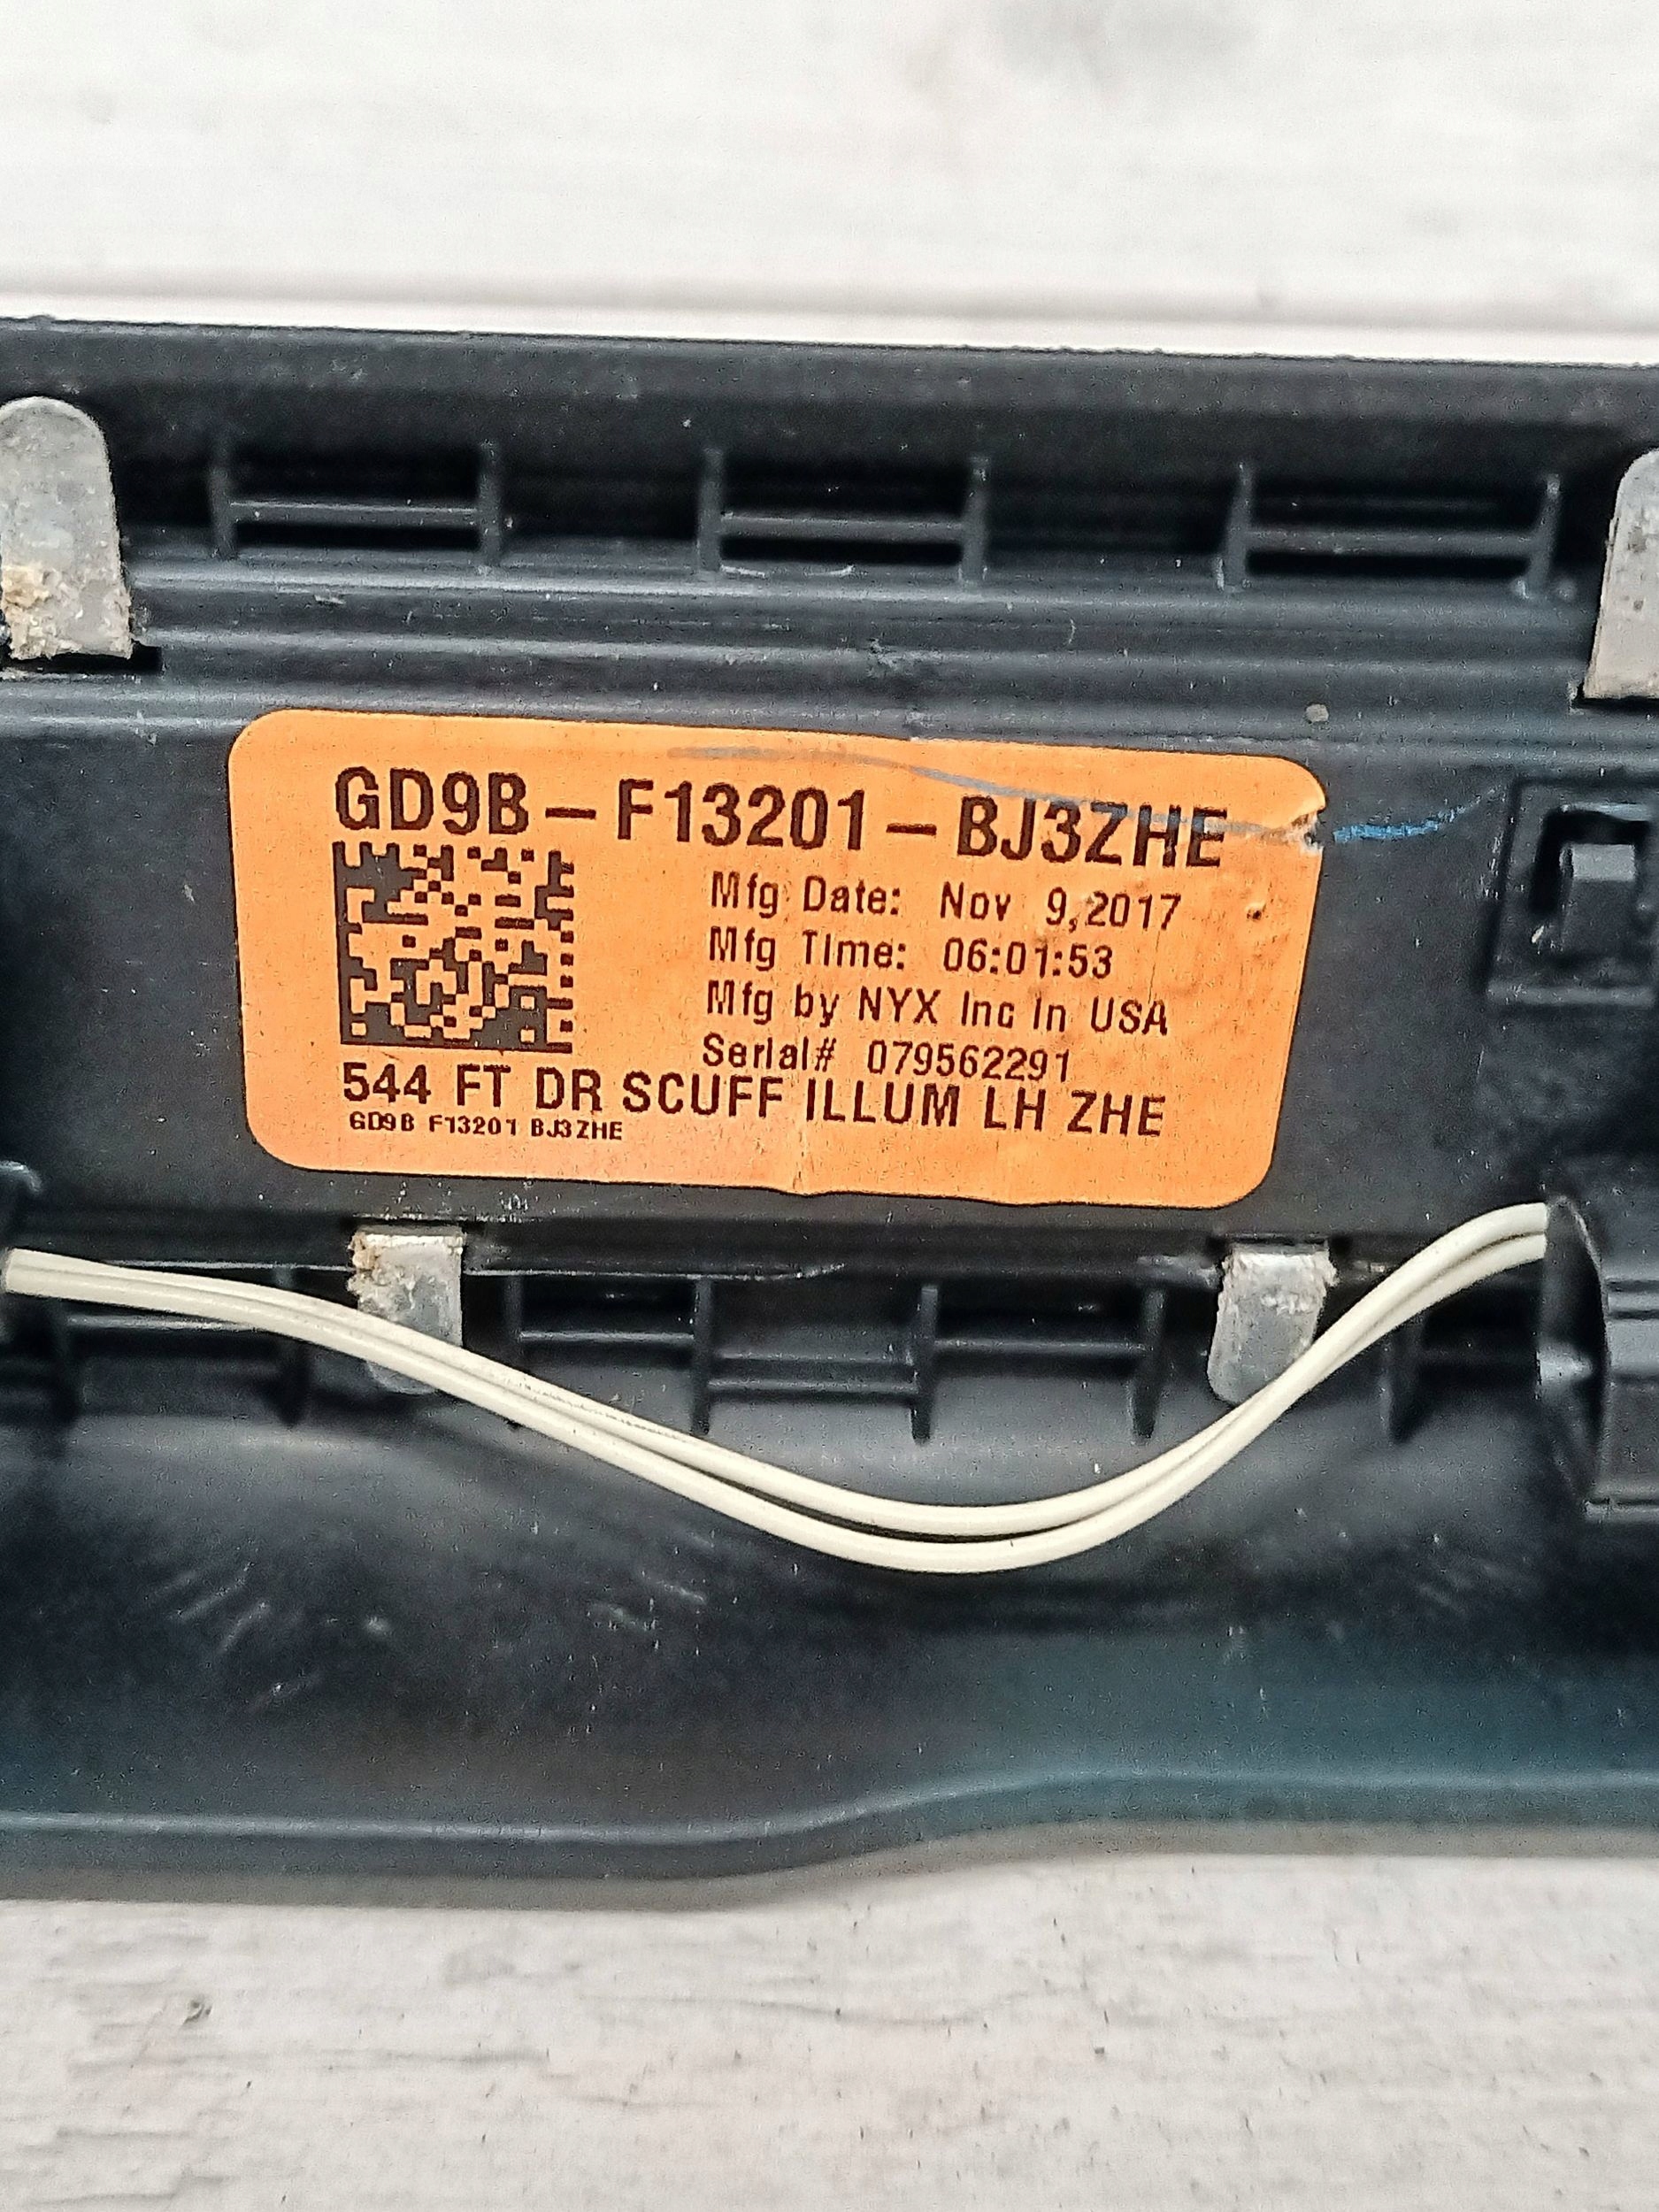 GD9B-F13201-BJ3ZHE
Mfg Date: Nov 9,2017
Mfg Time: 06:01:53
Mfg by NYX Inc in USA
Serial# 079562291
544 FT DR SCUFF ILLUM LH ZHE
GD9B F13201 BJ3ZHE